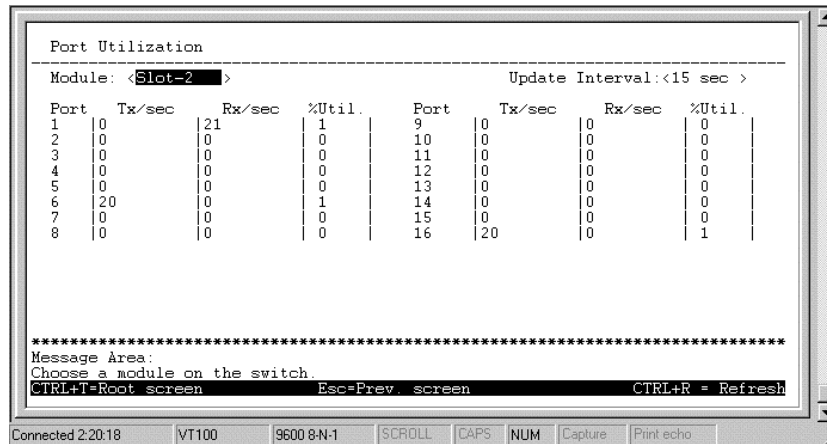 Port Utilization
Module: <Slot-2 > Update Interval:<15 sec >
Port Tx/sec Rx/sec %Util. Port Tx/sec Rx/sec %Util.
1 |0 |21 | 1 | 9 |0 |0 | 0 |
2 |0 |0 | 0 | 10 |0 |0 | 0 |
3 |0 |0 | 0 | 11 |0 |0 | 0 |
4 |0 |0 | 0 | 12 |0 |0 | 0 |
5 |0 |0 | 0 | 13 |0 |0 | 0 |
6 |20 |0 | 1 | 14 |0 |0 | 0 |
7 |0 |0 | 0 | 15 |0 |0 | 0 |
8 |0 |0 | 0 | 16 |20 |0 | 1 |
*******************************************************************************
Message Area:
Choose a module on the switch.
CTRL+T=Root screen Esc=Prev. screen CTRL+R = Refresh
Connected 2:20:18 VT100 9600 8-N-1 SCROLL CAPS NUM Capture Print echo